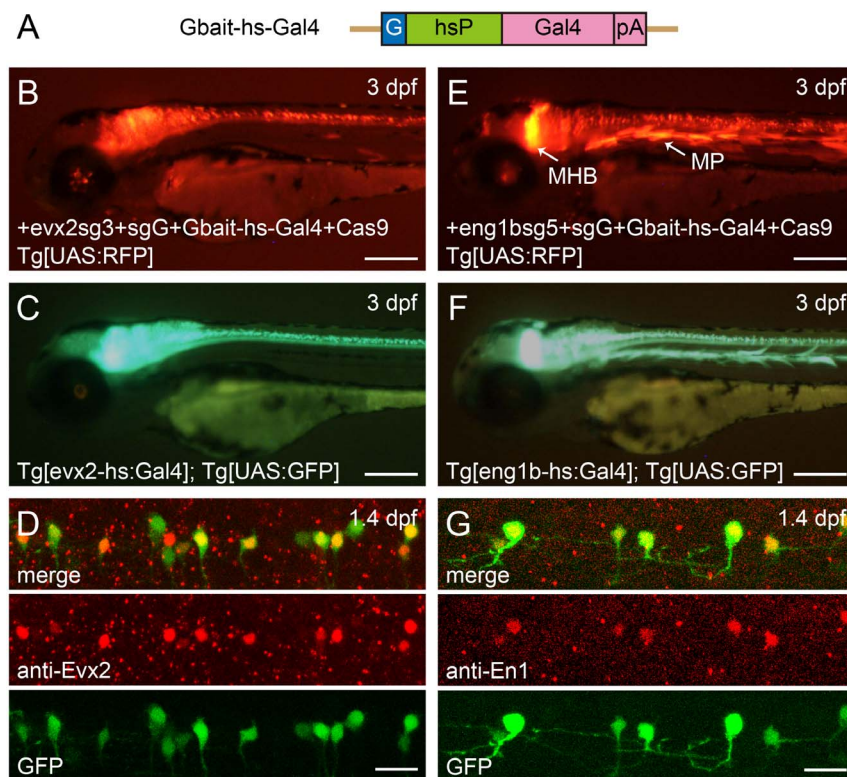 A
Gbait-hs-Gal4
G hsP Gal4 pA
B
3 dpf
+evx2sg3+sgG+Gbait-hs-Gal4+Cas9
Tg[UAS:RFP]
E
3 dpf
MHB
MP
+eng1bsg5+sgG+Gbait-hs-Gal4+Cas9
Tg[UAS:RFP]
C
3 dpf
Tg[evx2-hs:Gal4]; Tg[UAS:GFP]
F
3 dpf
Tg[eng1b-hs:Gal4]; Tg[UAS:GFP]
D
1.4 dpf
merge
anti-Evx2
GFP
G
1.4 dpf
merge
anti-En1
GFP